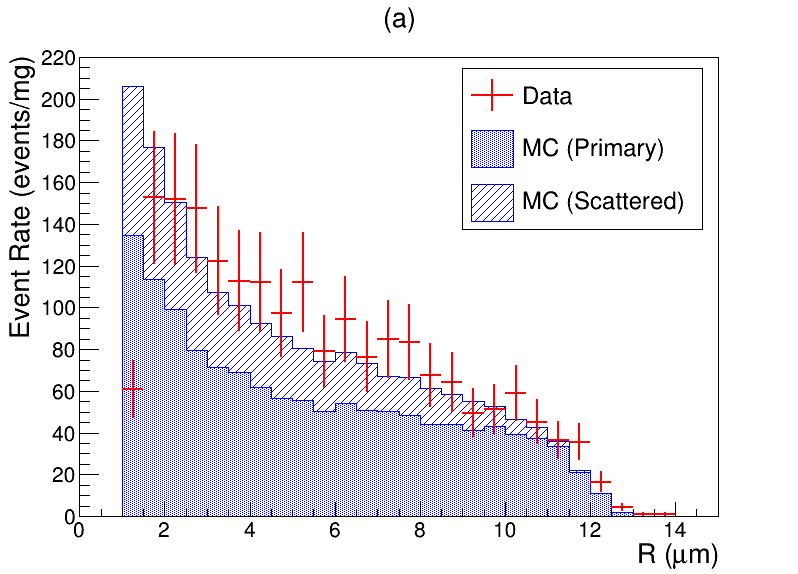 (a)
Event Rate (events/mg)
220
200
180
160
140
120
100
80
60
40
20
0
Data
MC (Primary)
MC (Scattered)
0 2 4 6 8 10 12 14
R (μm)